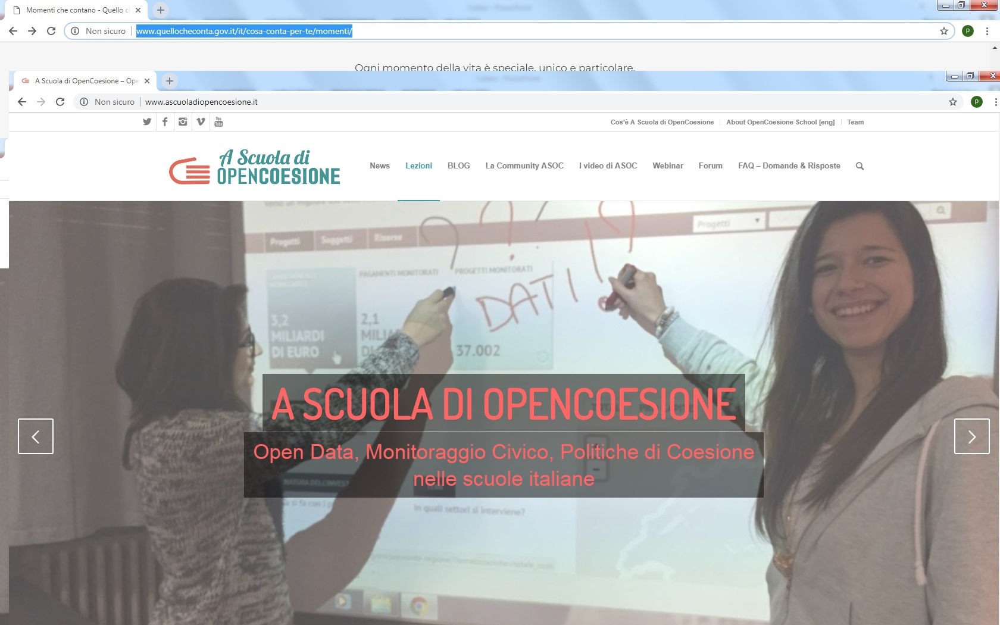 Momenti che contano - Quello c
Non sicuro www.quellocheconta.gov.it/it/cosa-conta-per-te/momenti/
p
Ogni momento della vita è speciale, unico e particolare.
A Scuola di OpenCoesione – Ope
Non sicuro www.ascuoladiopencoesione.it
p
You Tube
Cos'è A Scuola di OpenCoesione About OpenCoesione School [eng] Team
A Scuola di
OPENCOESIONE
News Lezioni BLOG La Community ASOC I video di ASOC Webinar Forum FAQ – Domande & Risposte
Progetti
Progetti Soggetti Risorse
PAGAMENTI MONITORATI PROGETTI MONITORATI
DATI
3,2
MILIARDI
DI EURO
2,1
37.002
A SCUOLA DI OPENCOESIONE
Open Data, Monitoraggio Civico, Politiche di Coesione
nelle scuole italiane
In quali settori si interviene?